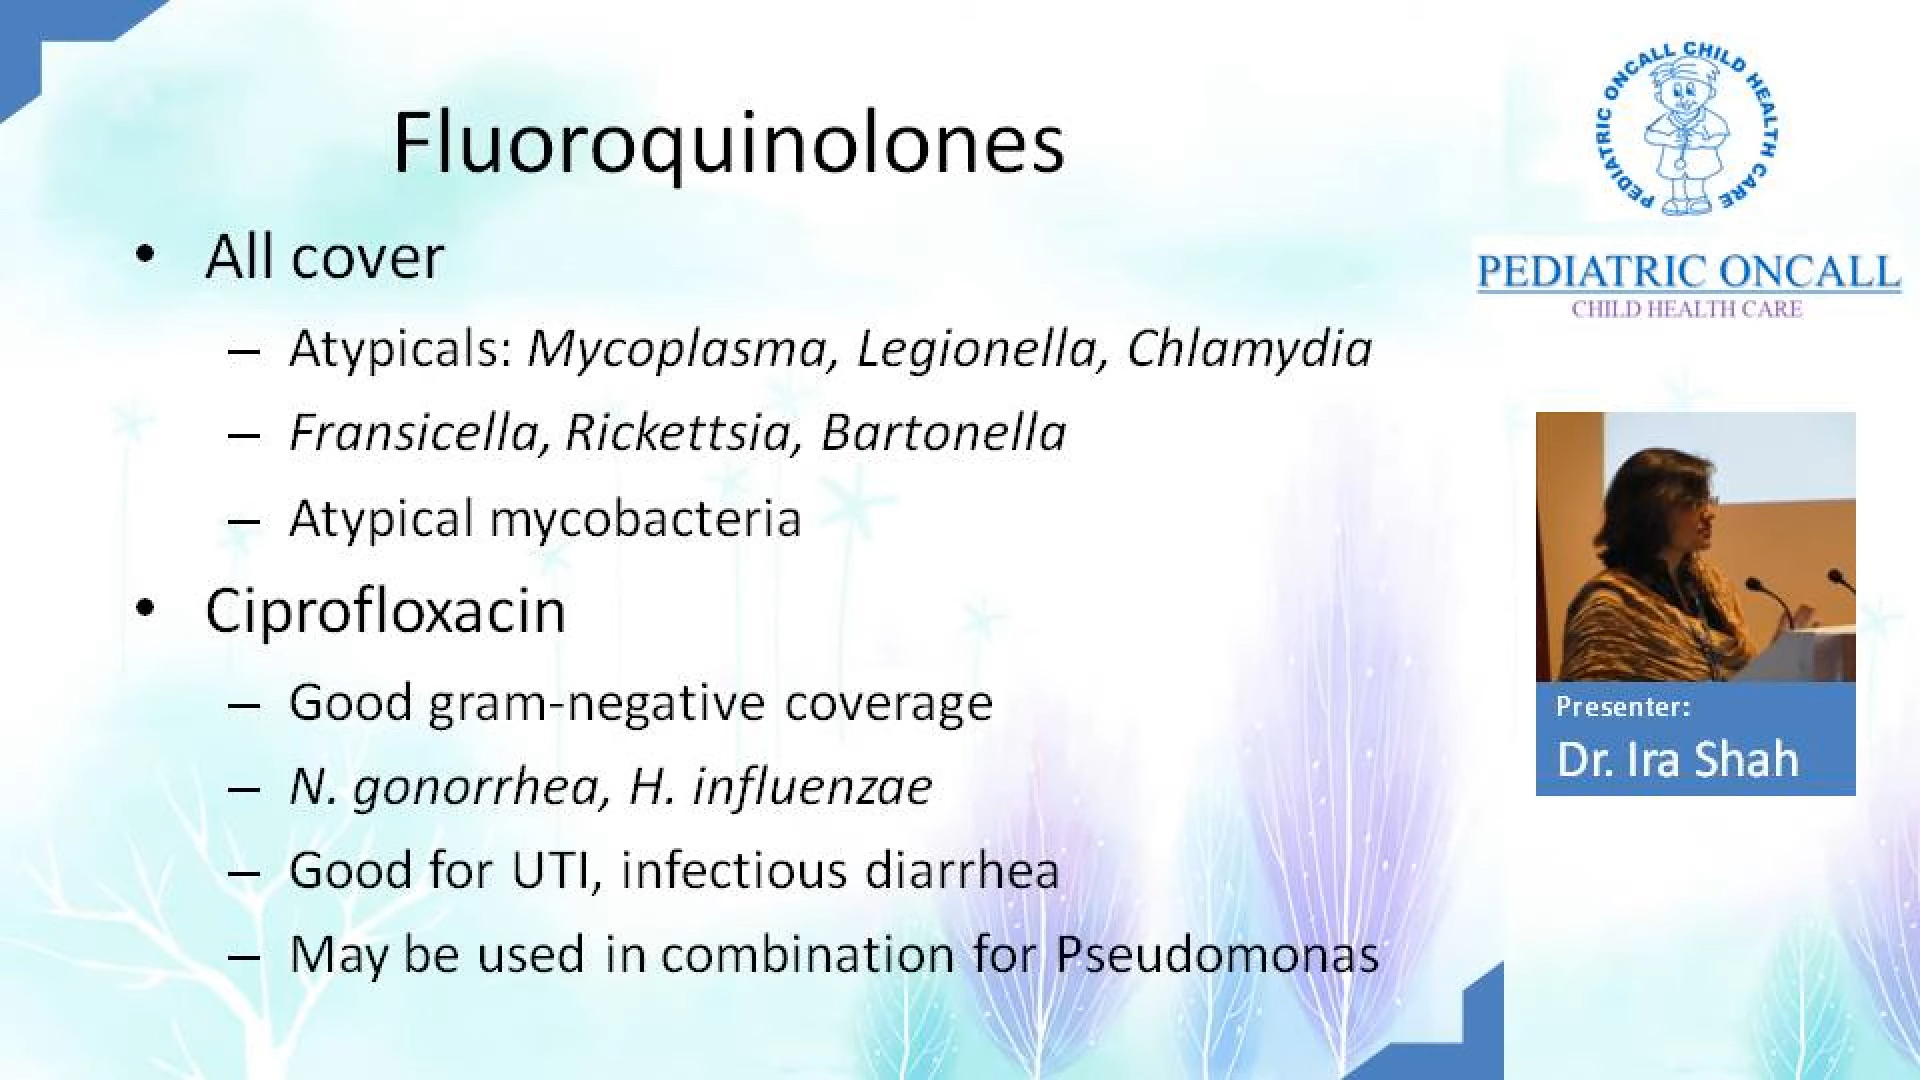 Fluoroquinolones
• All cover
– Atypicals: Mycoplasma, Legionella, Chlamydia
– Fransicella, Rickettsia, Bartonella
– Atypical mycobacteria
• Ciprofloxacin
– Good gram-negative coverage
– N. gonorrhea, H. influenzae
– Good for UTI, infectious diarrhea
– May be used in combination for Pseudomonas
PEDIATRIC ONCALL CHILD HEALTH CARE
PEDIATRIC ONCALL
CHILD HEALTH CARE
Presenter:
Dr. Ira Shah